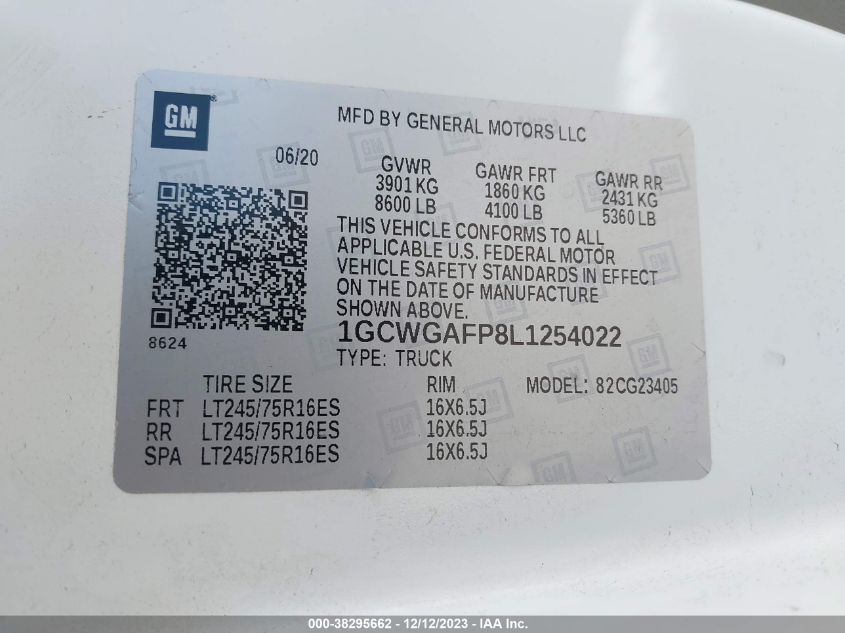 GM
MFD BY GENERAL MOTORS LLC
06/20
GVWR GAWR FRT GAWR RR
3901 KG 1860 KG 2431 KG
8600 LB 4100 LB 5360 LB
THIS VEHICLE CONFORMS TO ALL
APPLICABLE U.S. FEDERAL MOTOR
VEHICLE SAFETY STANDARDS IN EFFECT
ON THE DATE OF MANUFACTURE
SHOWN ABOVE.
8624
1GCWGAFP8L1254022
TYPE: TRUCK
TIRE SIZE RIM MODEL: 82CG23405
FRT LT245/75R16ES 16X6.5J
RR LT245/75R16ES 16X6.5J
SPA LT245/75R16ES 16X6.5J
000-38295662 - 12/12/2023 - IAA Inc.